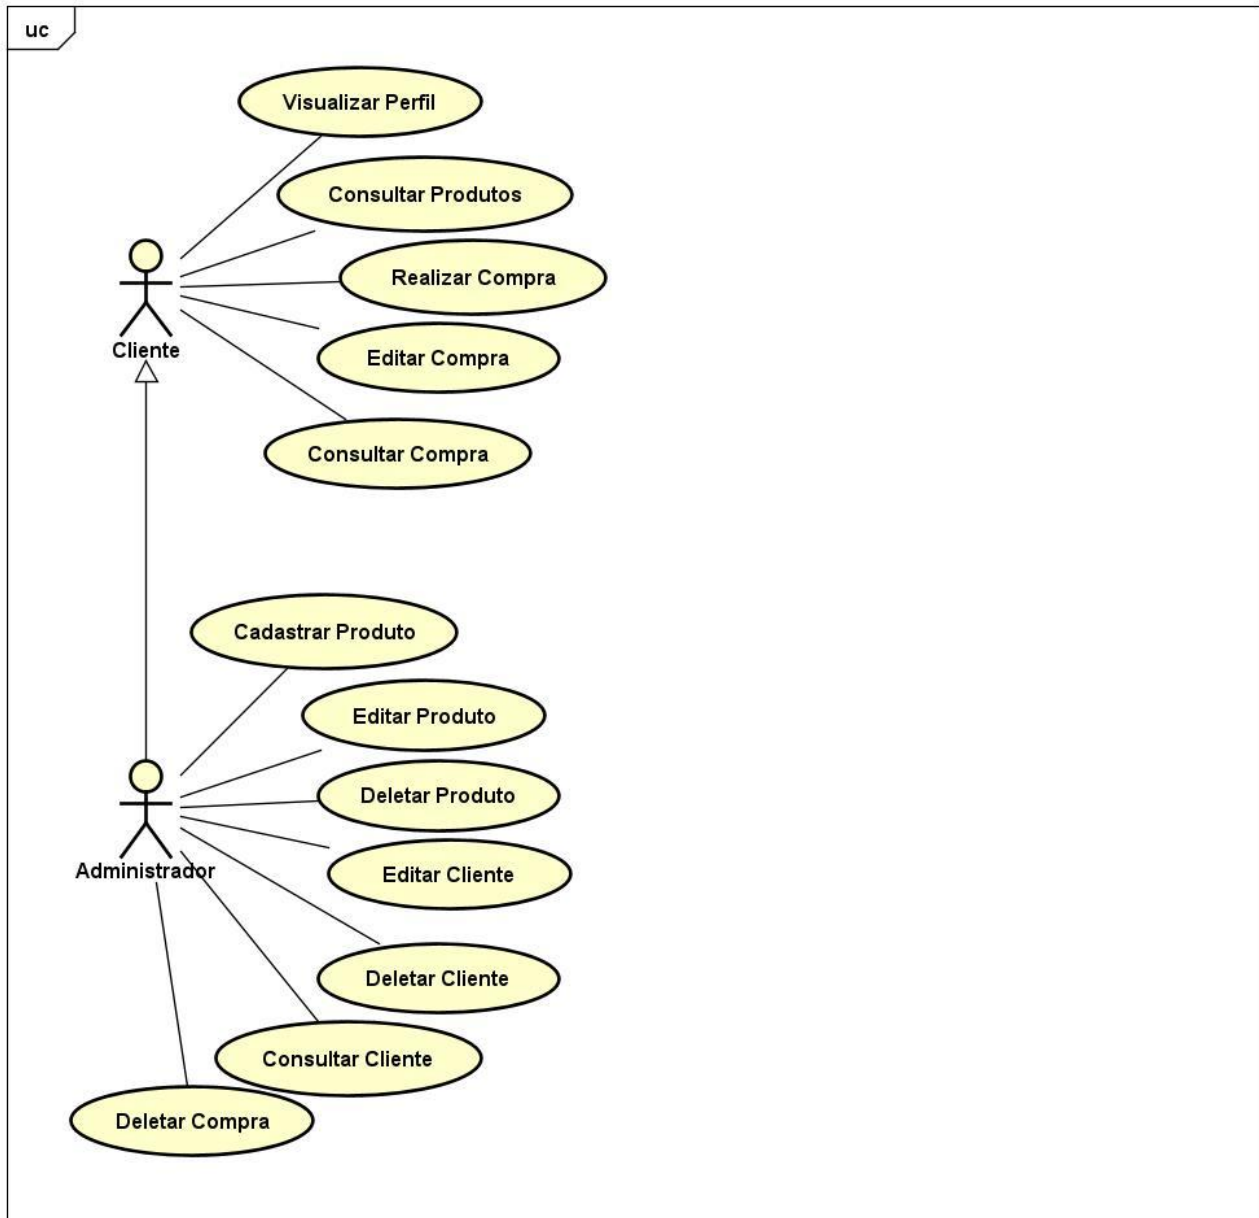 uc
Visualizar Perfil
Consultar Produtos
Realizar Compra
Cliente
Editar Compra
Consultar Compra
Cadastrar Produto
Editar Produto
Deletar Produto
Administrador
Editar Cliente
Deletar Cliente
Consultar Cliente
Deletar Compra